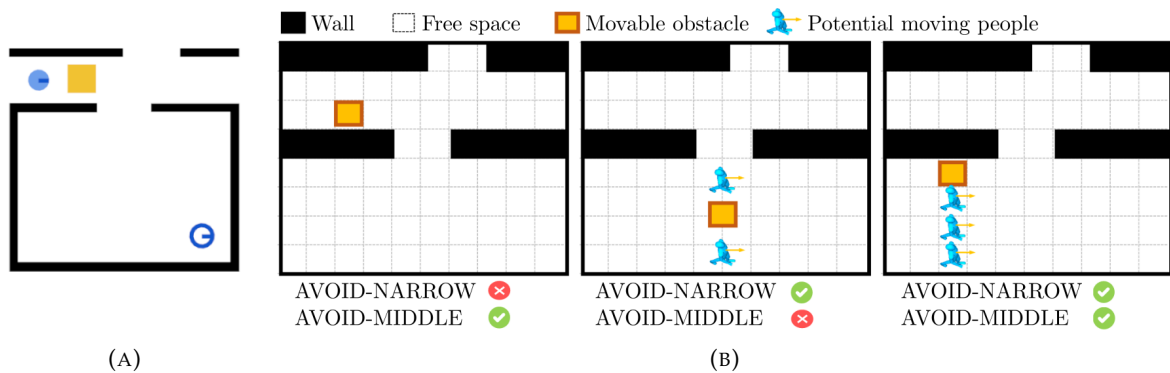 Wall Free space Movable obstacle Potential moving people
AVOID-NARROW AVOID-NARROW AVOID-NARROW
AVOID-MIDDLE AVOID-MIDDLE AVOID-MIDDLE
(A) (B)